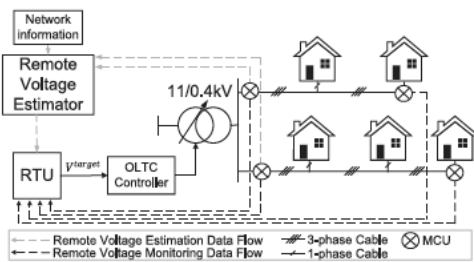 Network
information
Remote
Voltage
Estimator
11/0.4kV
RTU
V^target
OLTC
Controller
Remote Voltage Estimation Data Flow
3-phase Cable
MCU
Remote Voltage Monitoring Data Flow
1-phase Cable